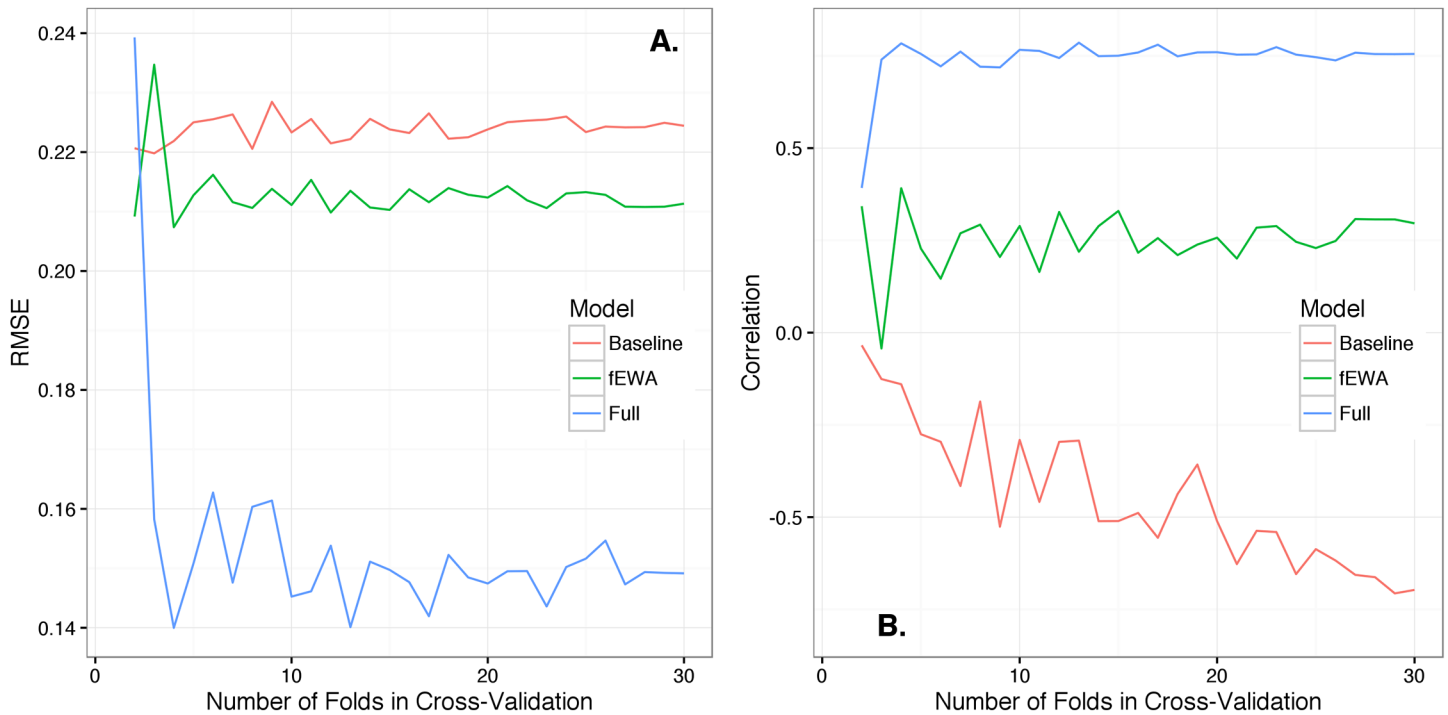 A.
0.24
0.22
0.20
0.18
0.16
0.14
RMSE
0
10
20
30
Number of Folds in Cross-Validation
Model
Baseline
fEWA
Full
B.
0.5
0.0
-0.5
Correlation
0
10
20
30
Number of Folds in Cross-Validation
Model
Baseline
fEWA
Full